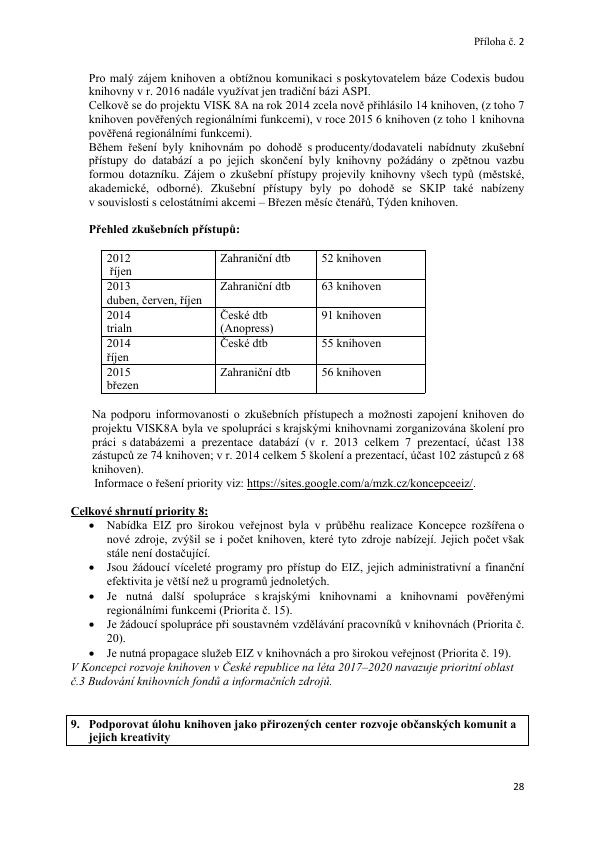 Příloha č. 2
Pro malý zájem knihoven a obtížnou komunikaci s poskytovatelem báze Codexis budou
knihovny v r. 2016 nadále využívat jen tradiční bázi ASPI.
Celkově se do projektu VISK 8A na rok 2014 zcela nově přihlásilo 14 knihoven, (z toho 7
knihoven pověřených regionálními funkcemi), v roce 2015 6 knihoven (z toho 1 knihovna
pověřená regionálními funkcemi).
Během řešení byly knihovnám po dohodě s producenty/dodavateli nabídnuty zkušební
přístupy do databází a po jejich skončení byly knihovny požádány o zpětnou vazbu
formou dotazníku. Zájem o zkušební přístupy projevily knihovny všech typů (městské,
akademické, odborné). Zkušební přístupy byly po dohodě se SKIP také nabízeny
v souvislosti s celostátními akcemi – Březen měsíc čtenářů, Týden knihoven.
Přehled zkušebních přístupů:
2012 Zahraniční dtb 52 knihoven
říjen
2013 Zahraniční dtb 63 knihoven
duben, červen, říjen
2014 České dtb 91 knihoven
trialn (Anopress)
2014 České dtb 55 knihoven
říjen
2015 Zahraniční dtb 56 knihoven
březen
Na podporu informovanosti o zkušebních přístupech a možnosti zapojení knihoven do
projektu VISK8A byla ve spolupráci s krajskými knihovnami zorganizována školení pro
práci s databázemi a prezentace databází (v r. 2013 celkem 7 prezentací, účast 138
zástupců ze 74 knihoven; v r. 2014 celkem 5 školení a prezentací, účast 102 zástupců z 68
knihoven).
Informace o řešení priority viz: https://sites.google.com/a/mzk.cz/koncepceeiz/.
Celkové shrnutí priority 8:
• Nabídka EIZ pro širokou veřejnost byla v průběhu realizace Koncepce rozšířena o
nové zdroje, zvýšil se i počet knihoven, které tyto zdroje nabízejí. Jejich počet však
stále není dostačující.
• Jsou žádoucí víceleté programy pro přístup do EIZ, jejich administrativní a finanční
efektivita je větší než u programů jednoletých.
• Je nutná další spolupráce s krajskými knihovnami a knihovnami pověřenými
regionálními funkcemi (Priorita č. 15).
• Je žádoucí spolupráce při soustavném vzdělávání pracovníků v knihovnách (Priorita č.
20).
• Je nutná propagace služeb EIZ v knihovnách a pro širokou veřejnost (Priorita č. 19).
V Koncepci rozvoje knihoven v České republice na léta 2017–2020 navazuje prioritní oblast
č.3 Budování knihovních fondů a informačních zdrojů.
9. Podporovat úlohu knihoven jako přirozených center rozvoje občanských komunit a
jejich kreativity
28